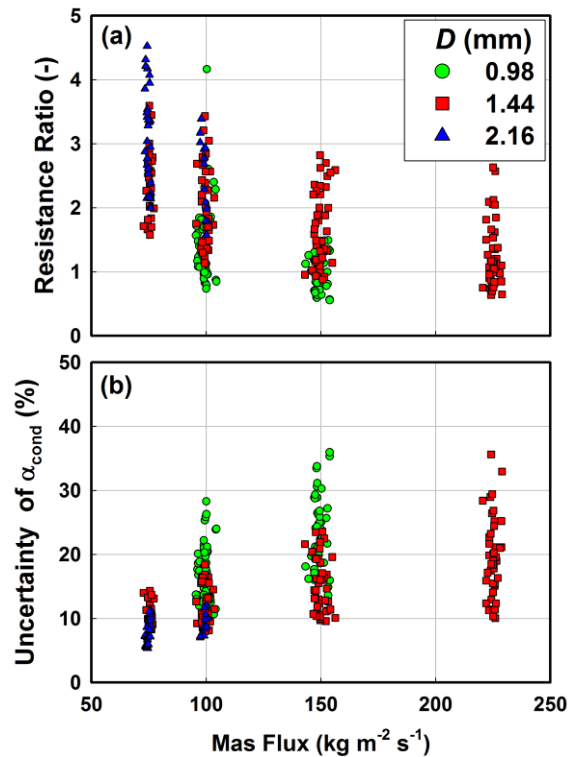 (a)
D (mm)
0.98
1.44
2.16
Resistance Ratio (-)
5
4
3
2
1
0
(b)
Uncertainty of α_cond (%)
50
40
30
20
10
0
50 100 150 200 250
Mas Flux (kg m⁻² s⁻¹)